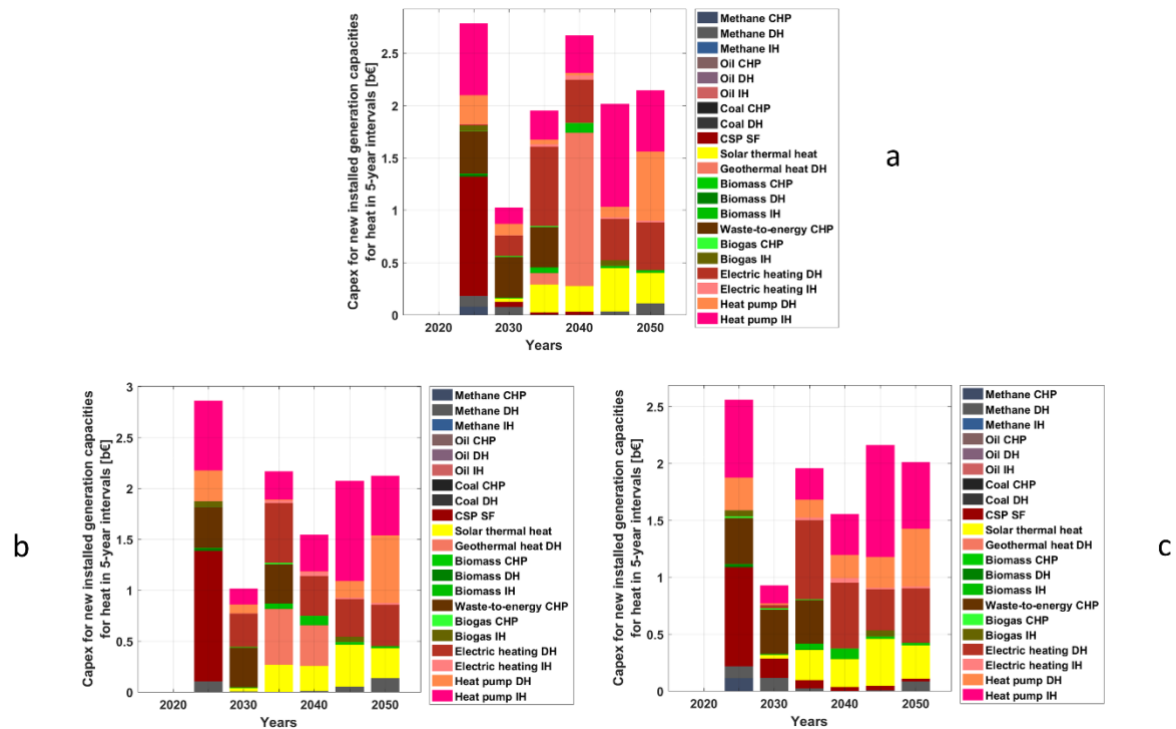 Capex for new installed generation capacities
for heat in 5-year intervals [b€]
2.5
2
1.5
1
0.5
0
2020 2030 2040 2050
Years
Methane CHP
Methane DH
Methane IH
Oil CHP
Oil DH
Oil IH
Coal CHP
Coal DH
CSP SF
Solar thermal heat
Geothermal heat DH
Biomass CHP
Biomass DH
Biomass IH
Waste-to-energy CHP
Biogas CHP
Biogas IH
Electric heating DH
Electric heating IH
Heat pump DH
Heat pump IH
a
b
Capex for new installed generation capacities
for heat in 5-year intervals [b€]
3
2.5
2
1.5
1
0.5
0
2020 2030 2040 2050
Years
Methane CHP
Methane DH
Methane IH
Oil CHP
Oil DH
Oil IH
Coal CHP
Coal DH
CSP SF
Solar thermal heat
Geothermal heat DH
Biomass CHP
Biomass DH
Biomass IH
Waste-to-energy CHP
Biogas CHP
Biogas IH
Electric heating DH
Electric heating IH
Heat pump DH
Heat pump IH
Capex for new installed generation capacities
for heat in 5-year intervals [b€]
2.5
2
1.5
1
0.5
0
2020 2030 2040 2050
Years
Methane CHP
Methane DH
Methane IH
Oil CHP
Oil DH
Oil IH
Coal CHP
Coal DH
CSP SF
Solar thermal heat
Geothermal heat DH
Biomass CHP
Biomass DH
Biomass IH
Waste-to-energy CHP
Biogas CHP
Biogas IH
Electric heating DH
Electric heating IH
Heat pump DH
Heat pump IH
c